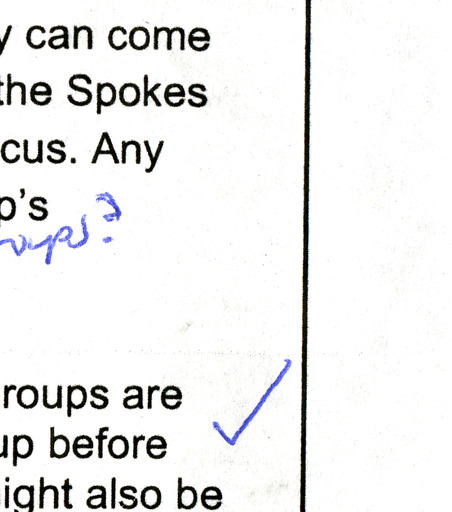 y can come
the Spokes
cus. Any
p's
roups?
roups are
up before
ight also be